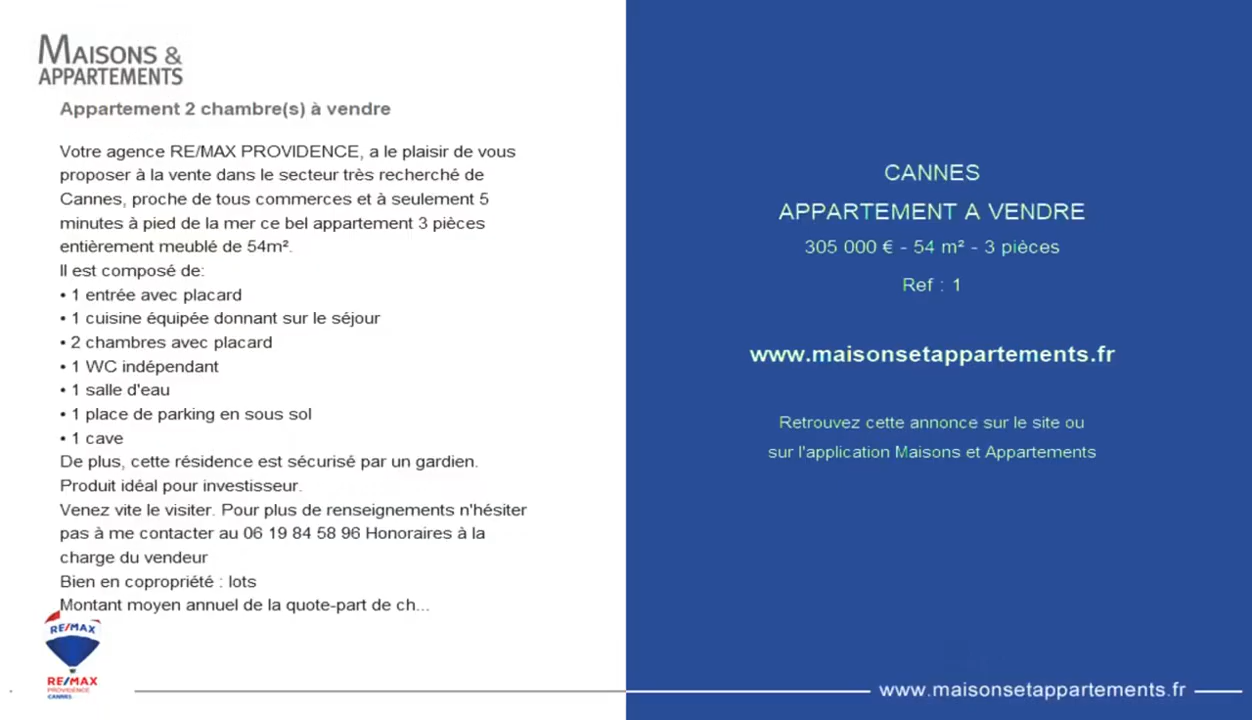 MAISONS &
APPARTEMENTS
Appartement 2 chambre(s) à vendre
Votre agence RE/MAX PROVIDENCE, a le plaisir de vous
proposer à la vente dans le secteur très recherché de
Cannes, proche de tous commerces et à seulement 5
minutes à pied de la mer ce bel appartement 3 pièces
entièrement meublé de 54m².
Il est composé de:
• 1 entrée avec placard
• 1 cuisine équipée donnant sur le séjour
• 2 chambres avec placard
• 1 WC indépendant
• 1 salle d'eau
• 1 place de parking en sous sol
• 1 cave
De plus, cette résidence est sécurisé par un gardien.
Produit idéal pour investisseur.
Venez vite le visiter. Pour plus de renseignements n'hésiter
pas à me contacter au 06 19 84 58 96 Honoraires à la
charge du vendeur
Bien en copropriété : lots
Montant moyen annuel de la quote-part de ch...
RE/MAX
RE/MAX
PROVIDENCE
CANNES
CANNES
APPARTEMENT A VENDRE
305 000 € - 54 m² - 3 pièces
Ref : 1
www.maisonsetappartements.fr
Retrouvez cette annonce sur le site ou
sur l'application Maisons et Appartements
www.maisonsetappartements.fr